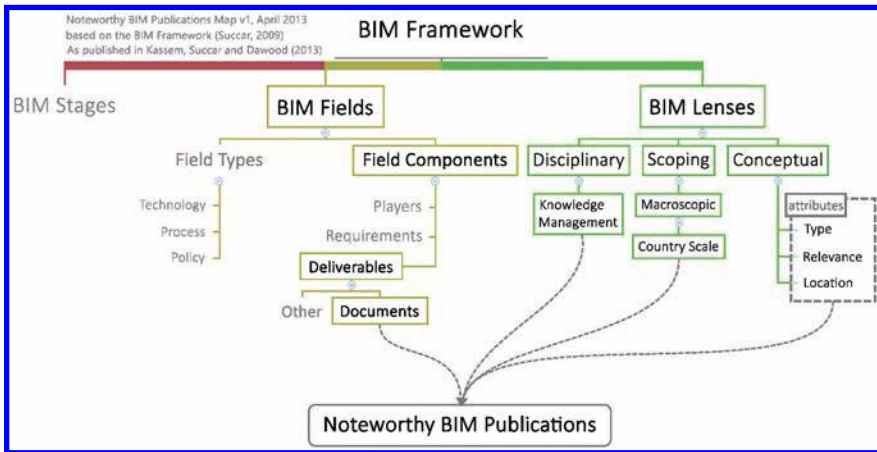 Noteworthy BIM Publications Map v1, April 2013
based on the BIM Framework (Succar, 2009)
As published in Kassem, Succar and Dawood (2013)
BIM Framework
BIM Stages
BIM Fields
BIM Lenses
Field Types
Field Components
Disciplinary
Scoping
Conceptual
Technology
Process
Policy
Players
Requirements
Deliverables
Other
Documents
Knowledge
Management
Macroscopic
Country Scale
attributes
Type
Relevance
Location
Noteworthy BIM Publications